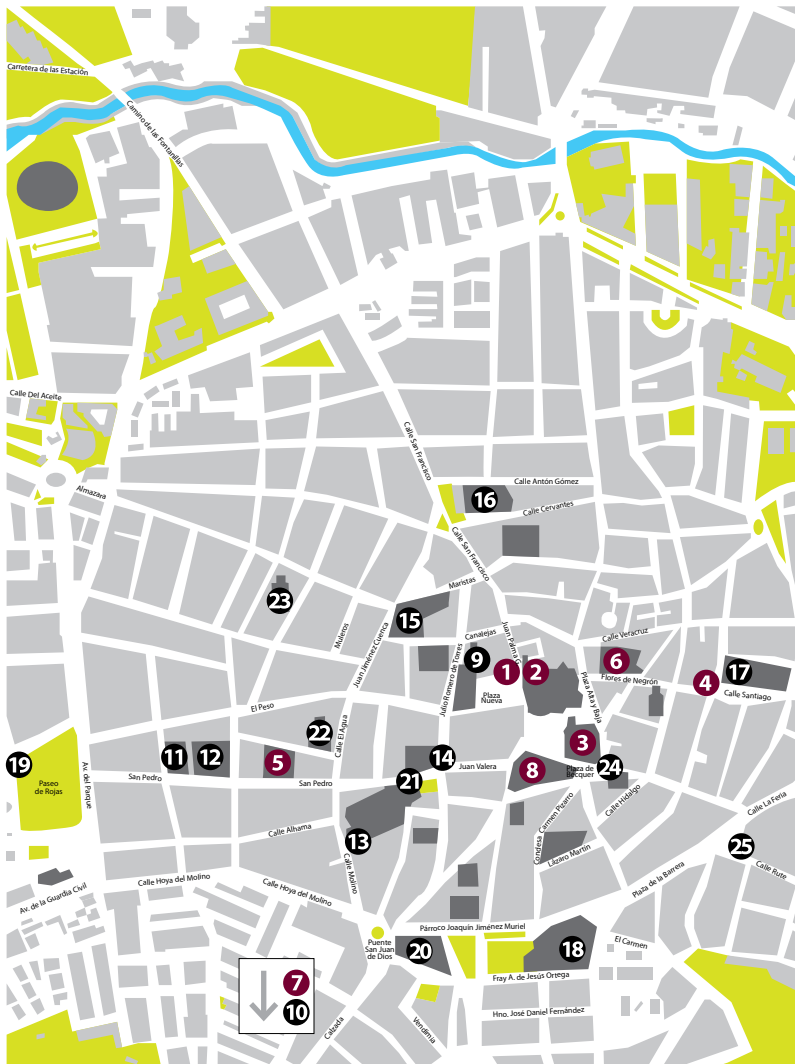 Carretera de las Estación
Camino de las Fontanillas
Calle Del Aceite
Almazara
Calle San Francisco
Calle Antón Gómez
16
Calle Cervantes
Calle San Francisco
Maristas
23
Muleros
Juan Jiménez Cuenca
15
Canalejas
Juan Palma G.
Calle Veracruz
9
1
2
6
17
Flores de Negrón
4
Calle Santiago
Julio Romero de Torres
Plaza
Nueva
Plaza Alta y Baja
El Peso
22
Calle El Agua
3
11
12
5
14
Juan Valera
8
Plaza de
Bécquer
24
19
Paseo
de Rojas
Av. del Parque
San Pedro
San Pedro
21
Calle Hidalgo
Calle La Feria
Calle Alhama
13
Calle Molino
Condesa Carmen Pizarro
Lázaro Martín
25
Calle Rute
Plaza de la Barrera
Av. de la Guardia Civil
Calle Hoya del Molino
Calle Hoya del Molino
Párroco Joaquín Jiménez Muriel
Puente
San Juan
de Dios
20
18
El Carmen
Fray A. de Jesús Ortega
7
10
Hno. José Daniel Fernández
Calzada
Vendimia